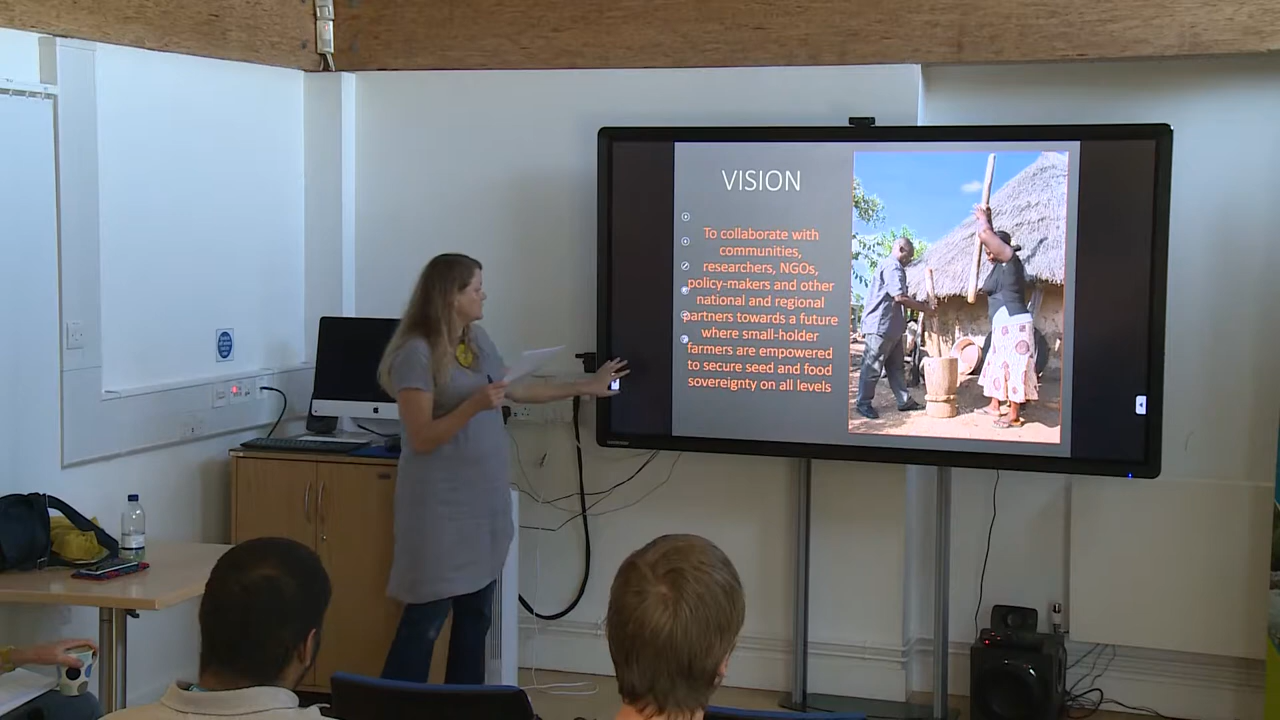 VISION
To collaborate with
communities,
researchers, NGOs,
policy-makers and other
national and regional
partners towards a future
where small-holder
farmers are empowered
to secure seed and food
sovereignty on all levels